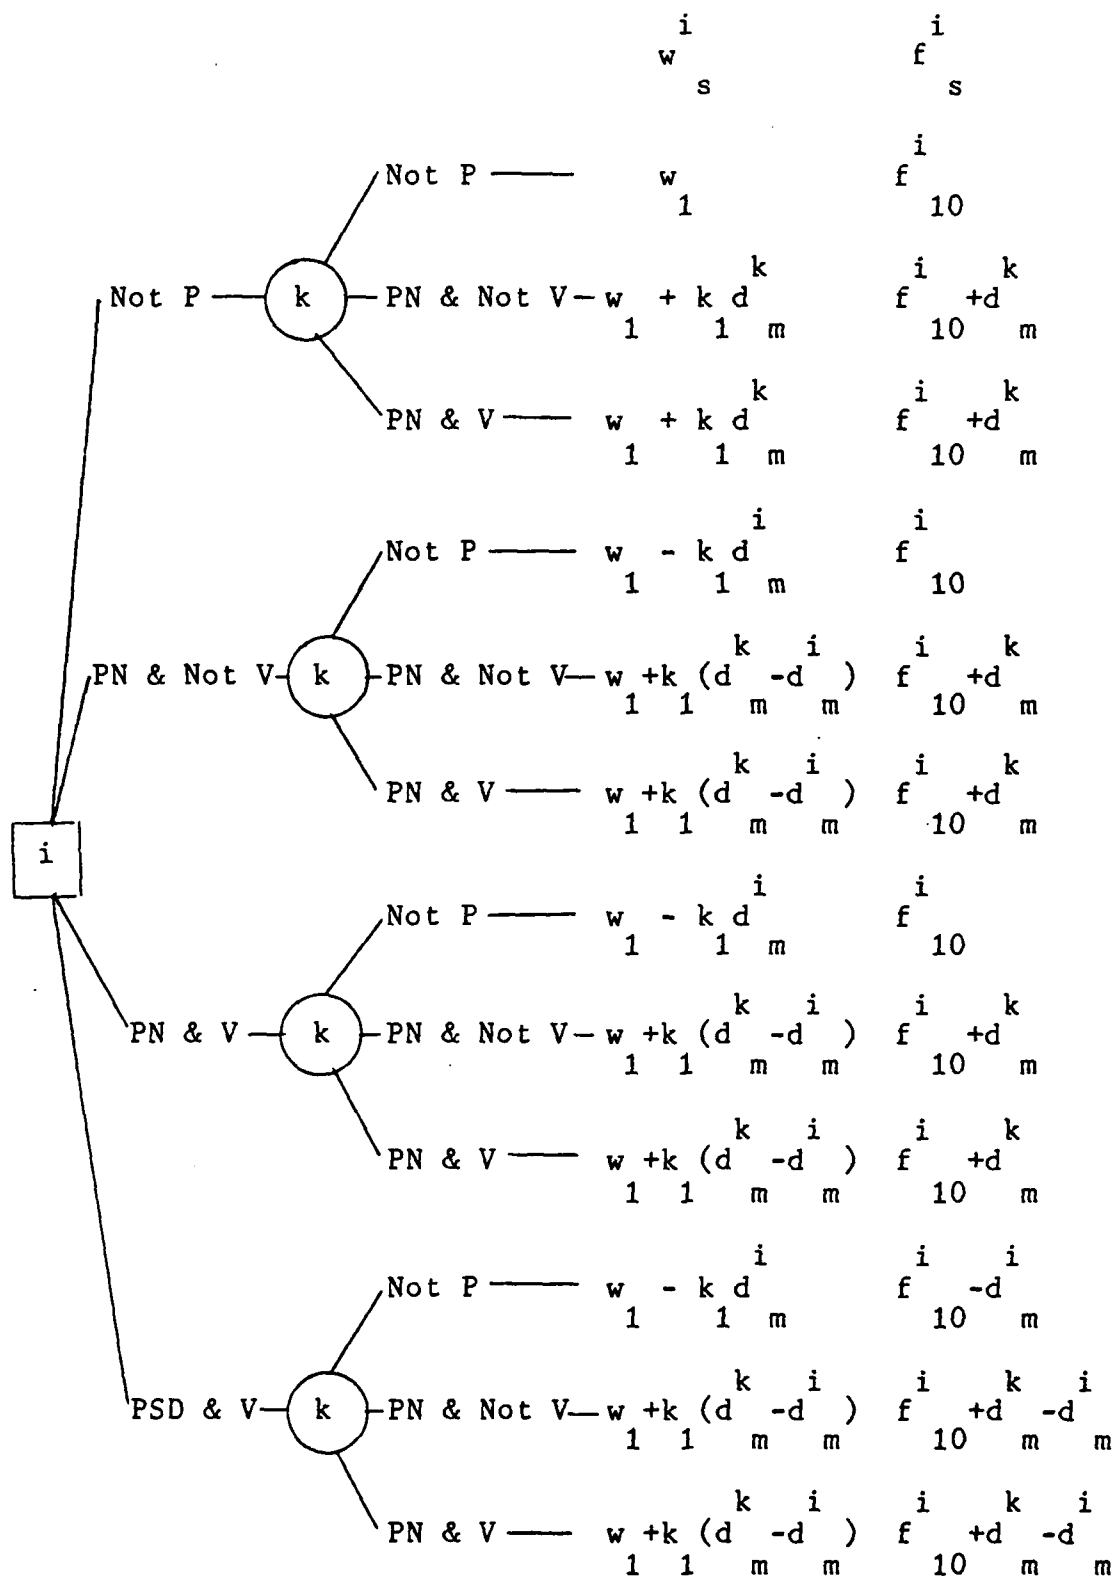 w^i_s f^i_s
Not P w_1 f^i_10
Not P k PN & Not V w_1 + k_1 d^k_m f^i_10 +d^k_m
PN & V w_1 + k_1 d^k_m f^i_10 +d^k_m
Not P w_1 - k_1 d^i_m f^i_10
PN & Not V k PN & Not V w_1 +k_1 (d^k_m -d^i_m ) f^i_10 +d^k_m
PN & V w_1 +k_1 (d^k_m -d^i_m ) f^i_10 +d^k_m
i
Not P w_1 - k_1 d^i_m f^i_10
PN & V k PN & Not V w_1 +k_1 (d^k_m -d^i_m ) f^i_10 +d^k_m
PN & V w_1 +k_1 (d^k_m -d^i_m ) f^i_10 +d^k_m
Not P w_1 - k_1 d^i_m f^i_10 -d^i_m
PSD & V k PN & Not V w_1 +k_1 (d^k_m -d^i_m ) f^i_10 +d^k_m -d^i_m
PN & V w_1 +k_1 (d^k_m -d^i_m ) f^i_10 +d^k_m -d^i_m